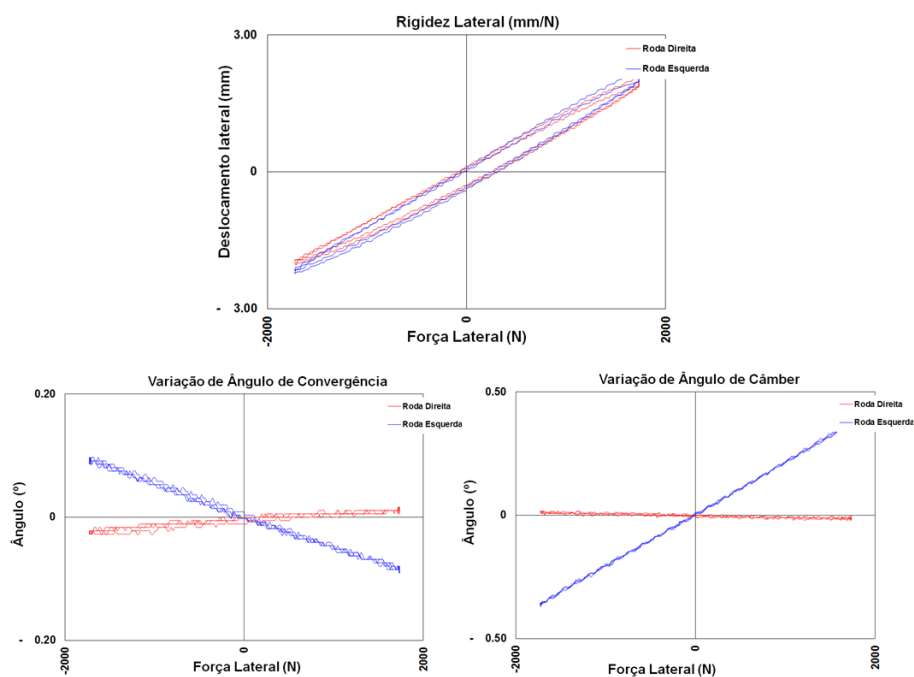 Rigidez Lateral (mm/N)
3.00
Roda Direita
Roda Esquerda
Deslocamento lateral (mm)
0
- 3.00
-2000
0
2000
Força Lateral (N)
Variação de Ângulo de Convergência
0.20
Roda Direita
Roda Esquerda
Ângulo (º)
0
- 0.20
-2000
0
2000
Força Lateral (N)
Variação de Ângulo de Câmber
0.50
Roda Direita
Roda Esquerda
Ângulo (º)
0
- 0.50
-2000
0
2000
Força Lateral (N)